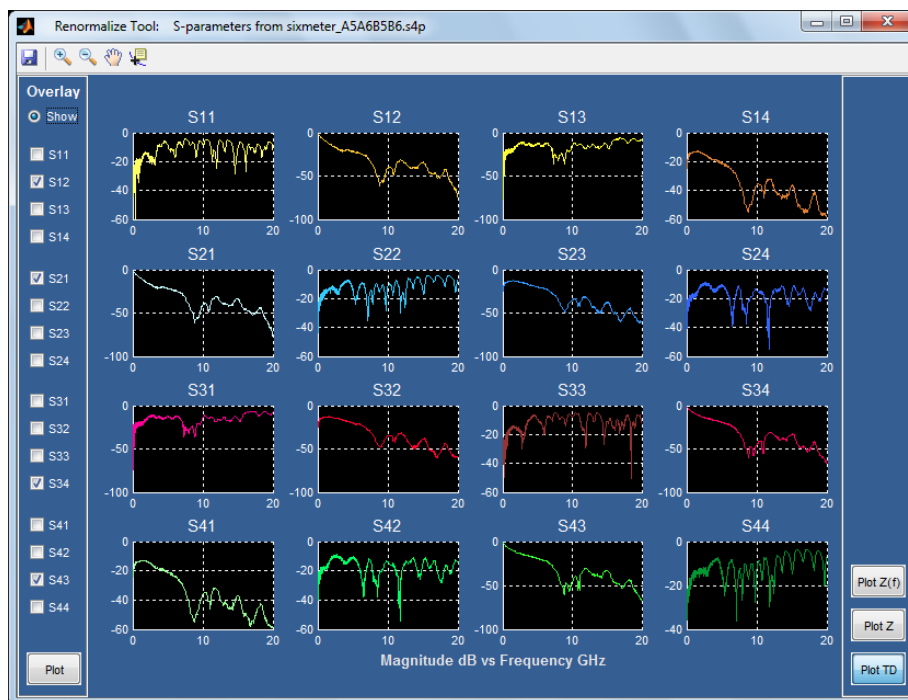 Renormalize Tool: S-parameters from sixmeter_A5A6B5B6.s4p
Overlay
Show
S11
S12
S13
S14
S21
S22
S23
S24
S31
S32
S33
S34
S41
S42
S43
S44
Plot
S11
0
-20
-40
-60
0 10 20
S12
0
-50
-100
0 10 20
S13
0
-50
-100
0 10 20
S14
0
-20
-40
-60
0 10 20
S21
0
-50
-100
0 10 20
S22
0
-20
-40
-60
0 10 20
S23
0
-50
-100
0 10 20
S24
0
-20
-40
-60
0 10 20
S31
0
-50
-100
0 10 20
S32
0
-50
-100
0 10 20
S33
0
-20
-40
-60
0 10 20
S34
0
-50
-100
0 10 20
S41
0
-20
-40
-60
0 10 20
S42
0
-20
-40
-60
0 10 20
S43
0
-50
-100
0 10 20
S44
0
-20
-40
0 10 20
Magnitude dB vs Frequency GHz
Plot Z(f)
Plot Z
Plot TD